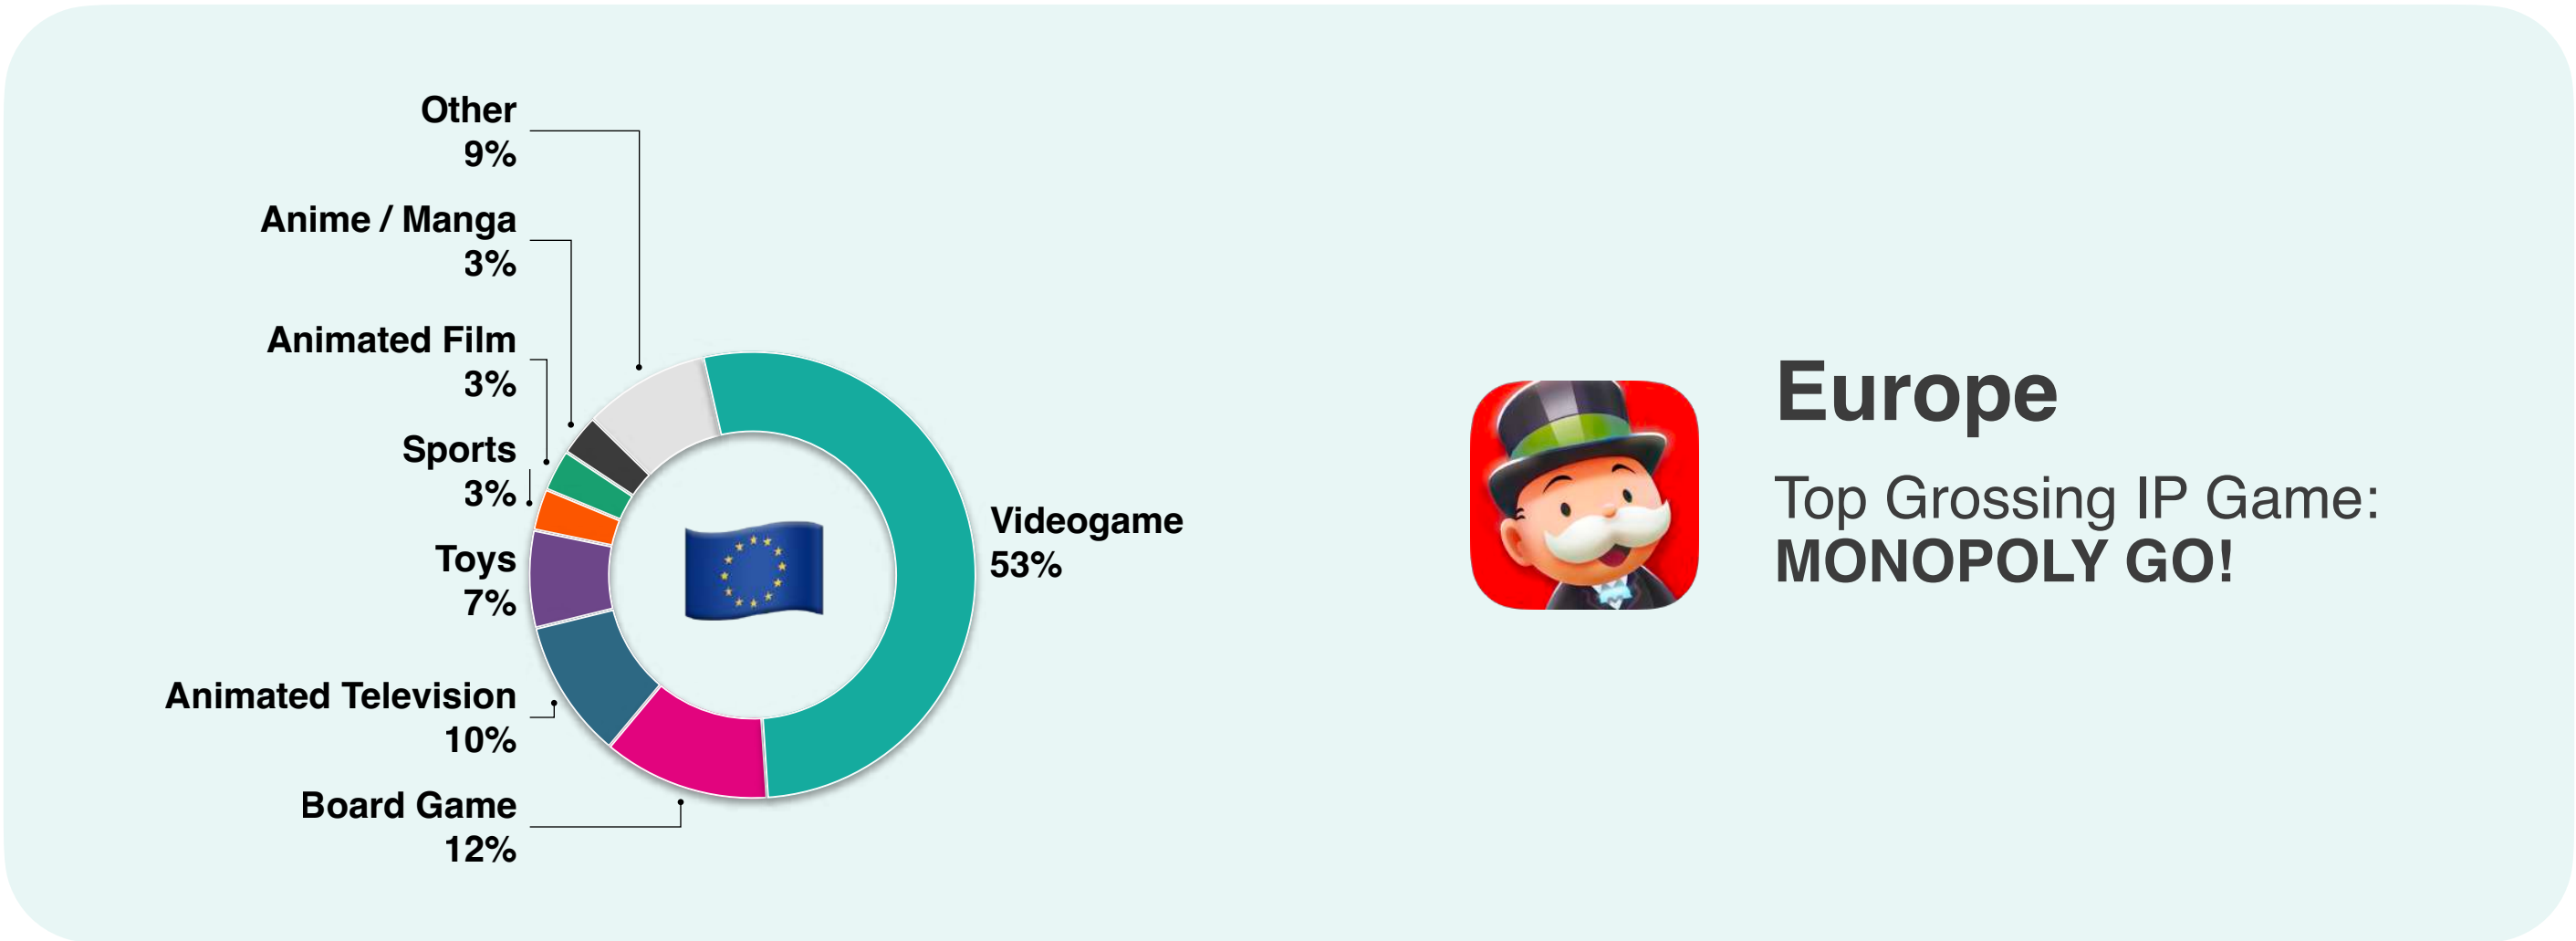 Other
9%
Anime / Manga
3%
Animated Film
3%
Sports
3%
Toys
7%
Animated Television
10%
Board Game
12%
Videogame
53%
Europe
Top Grossing IP Game:
MONOPOLY GO!